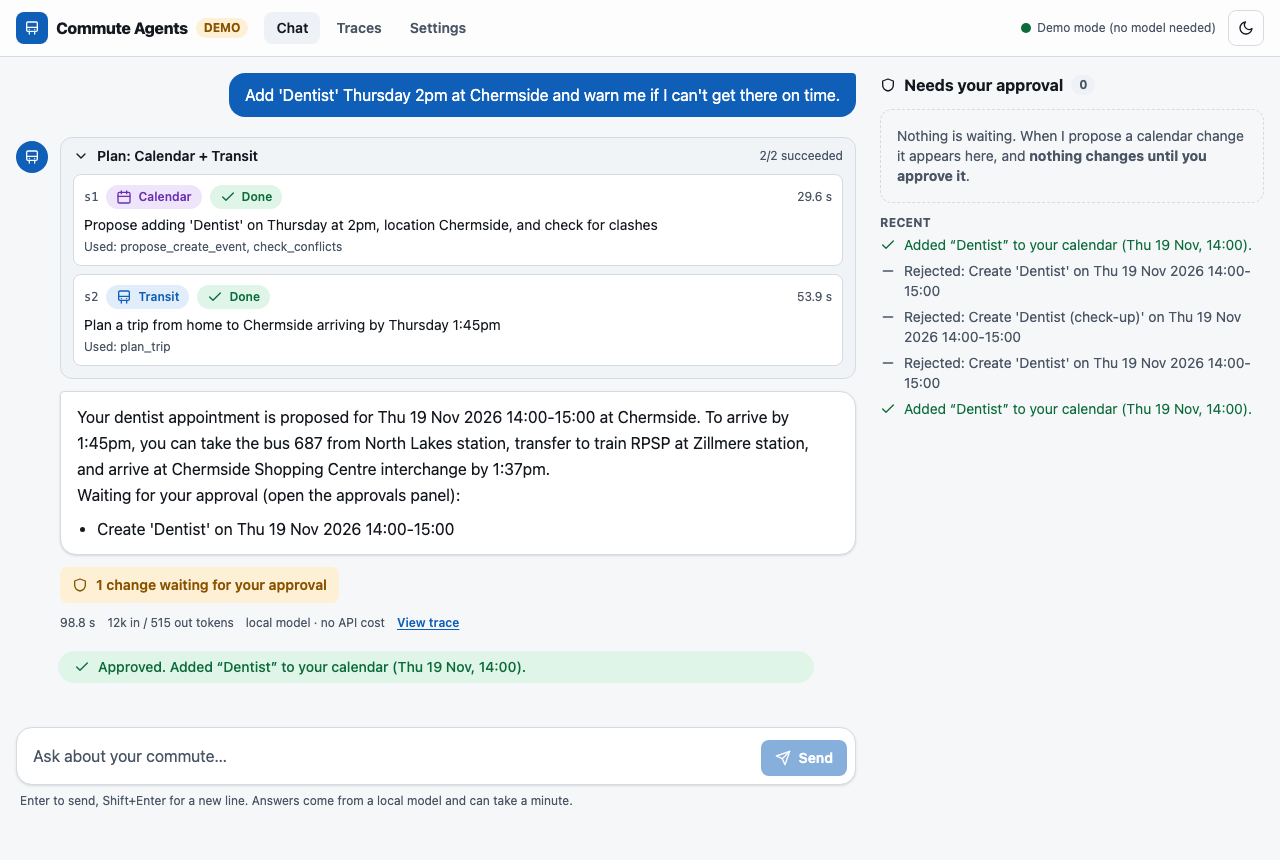 Commute Agents DEMO Chat Traces Settings Demo mode (no model needed)
Add 'Dentist' Thursday 2pm at Chermside and warn me if I can't get there on time.
Plan: Calendar + Transit 2/2 succeeded
s1 Calendar Done 29.6 s
Propose adding 'Dentist' on Thursday at 2pm, location Chermside, and check for clashes
Used: propose_create_event, check_conflicts
s2 Transit Done 53.9 s
Plan a trip from home to Chermside arriving by Thursday 1:45pm
Used: plan_trip
Your dentist appointment is proposed for Thu 19 Nov 2026 14:00-15:00 at Chermside. To arrive by
1:45pm, you can take the bus 687 from North Lakes station, transfer to train RPSP at Zillmere station,
and arrive at Chermside Shopping Centre interchange by 1:37pm.
Waiting for your approval (open the approvals panel):
• Create 'Dentist' on Thu 19 Nov 2026 14:00-15:00
1 change waiting for your approval
98.8 s 12k in / 515 out tokens local model · no API cost View trace
Approved. Added “Dentist” to your calendar (Thu 19 Nov, 14:00).
Ask about your commute...
Send
Enter to send, Shift+Enter for a new line. Answers come from a local model and can take a minute.
Needs your approval 0
Nothing is waiting. When I propose a calendar change
it appears here, and nothing changes until you
approve it.
RECENT
Added “Dentist” to your calendar (Thu 19 Nov, 14:00).
Rejected: Create 'Dentist' on Thu 19 Nov 2026 14:00-
15:00
Rejected: Create 'Dentist (check-up)' on Thu 19 Nov
2026 14:00-15:00
Rejected: Create 'Dentist' on Thu 19 Nov 2026 14:00-
15:00
Added “Dentist” to your calendar (Thu 19 Nov, 14:00).